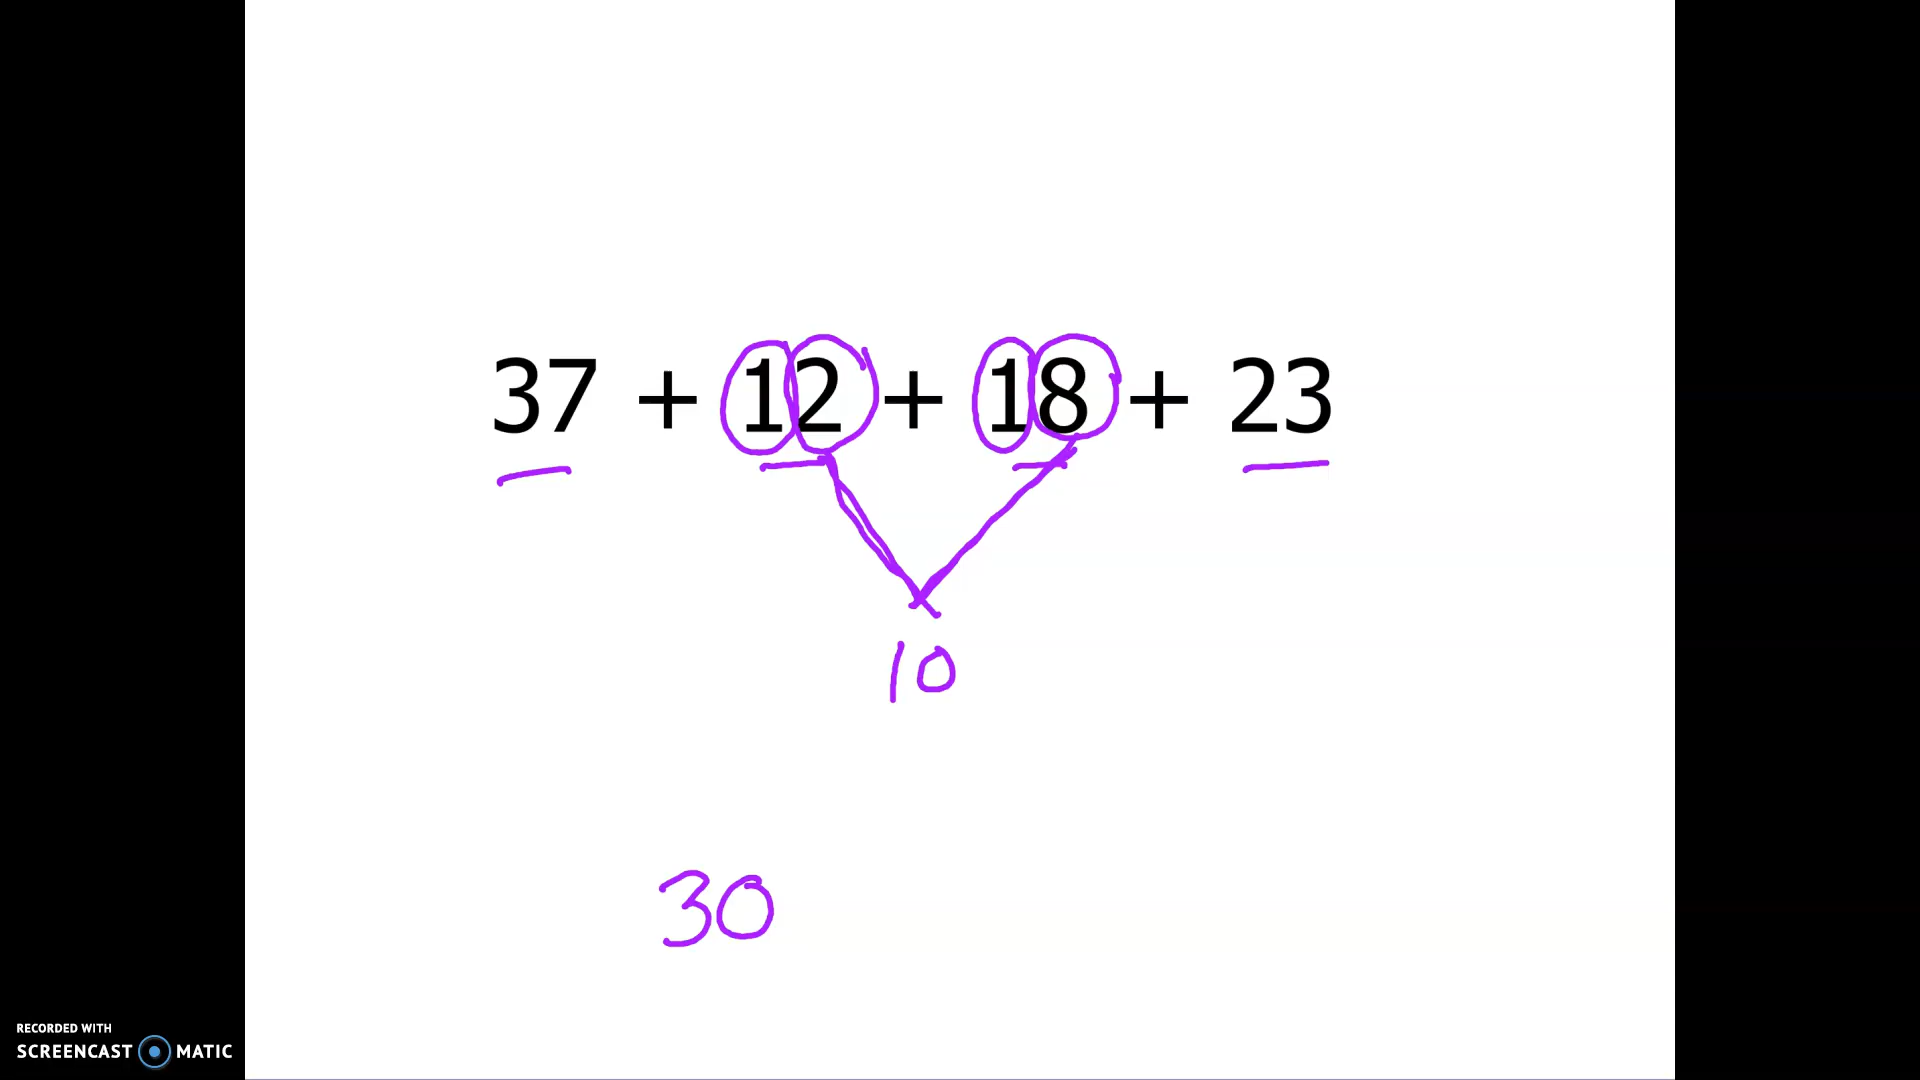 37 + 12 + 18 + 23
10
30
RECORDED WITH
SCREENCAST MATIC